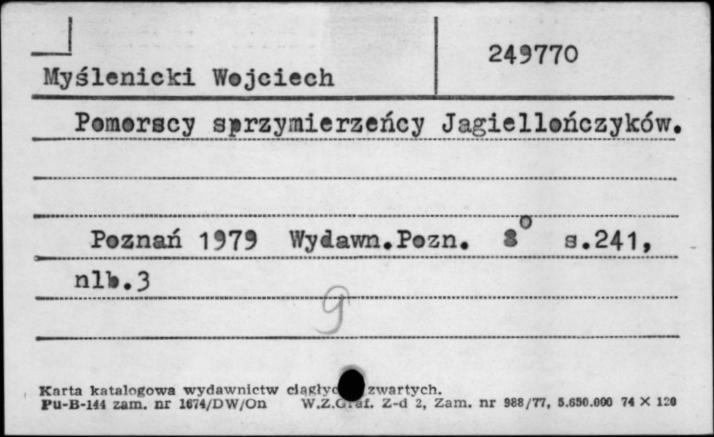 249770
Myślenicki Wojciech
Pomorscy sprzymierzeńcy Jagiellończyków.
Poznań 1979 Wydawn.Pozn. 8° s.241,
nlb.3
9
Karta katalogowa wydawnictw zwartych.
Pu-B-144 zam. nr 1674/DW/On W.Z.Graf. Z-d 2, Zam. nr 988/77, 5.650.000 74 X 120